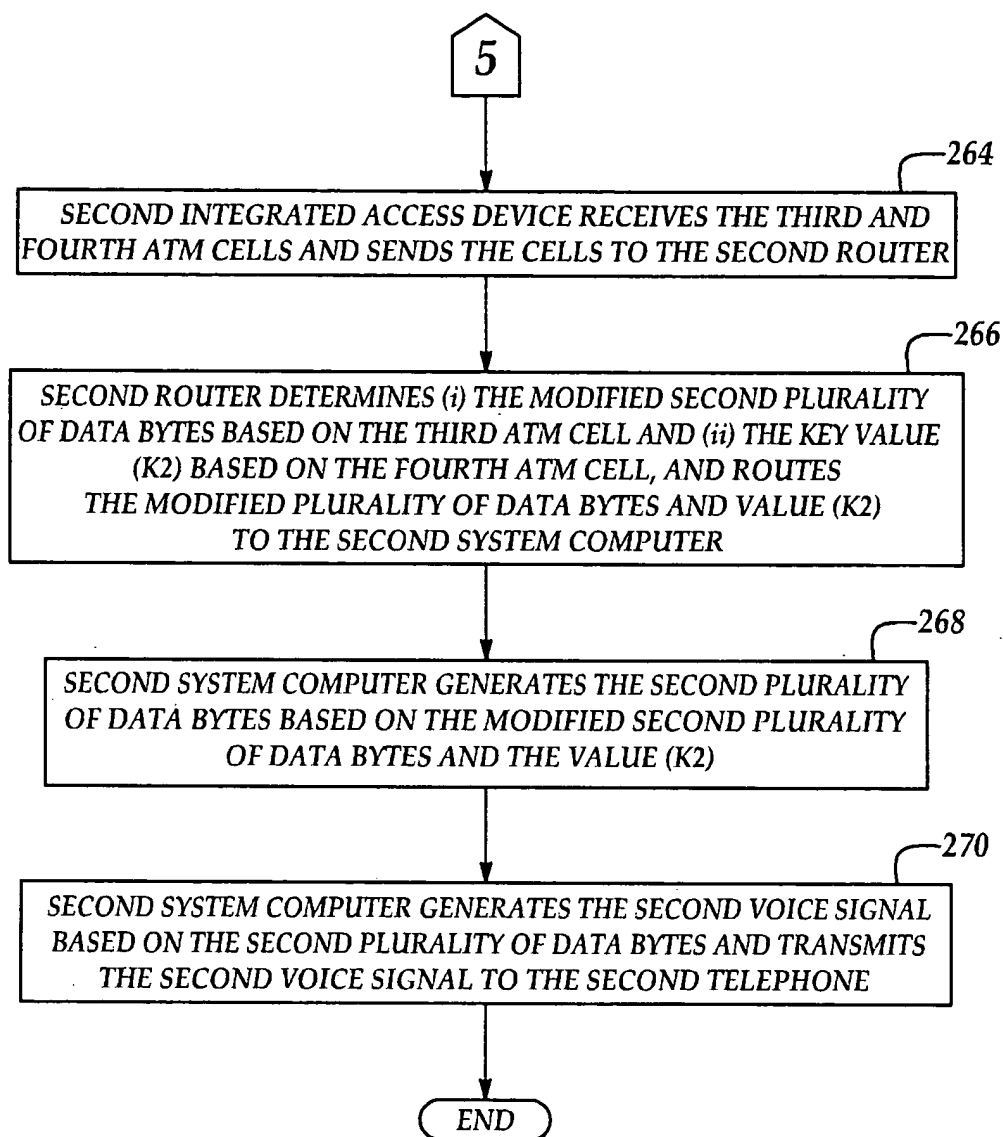 5
264
SECOND INTEGRATED ACCESS DEVICE RECEIVES THE THIRD AND
FOURTH ATM CELLS AND SENDS THE CELLS TO THE SECOND ROUTER
266
SECOND ROUTER DETERMINES (i) THE MODIFIED SECOND PLURALITY
OF DATA BYTES BASED ON THE THIRD ATM CELL AND (ii) THE KEY VALUE
(K2) BASED ON THE FOURTH ATM CELL, AND ROUTES
THE MODIFIED PLURALITY OF DATA BYTES AND VALUE (K2)
TO THE SECOND SYSTEM COMPUTER
268
SECOND SYSTEM COMPUTER GENERATES THE SECOND PLURALITY
OF DATA BYTES BASED ON THE MODIFIED SECOND PLURALITY
OF DATA BYTES AND THE VALUE (K2)
270
SECOND SYSTEM COMPUTER GENERATES THE SECOND VOICE SIGNAL
BASED ON THE SECOND PLURALITY OF DATA BYTES AND TRANSMITS
THE SECOND VOICE SIGNAL TO THE SECOND TELEPHONE
END